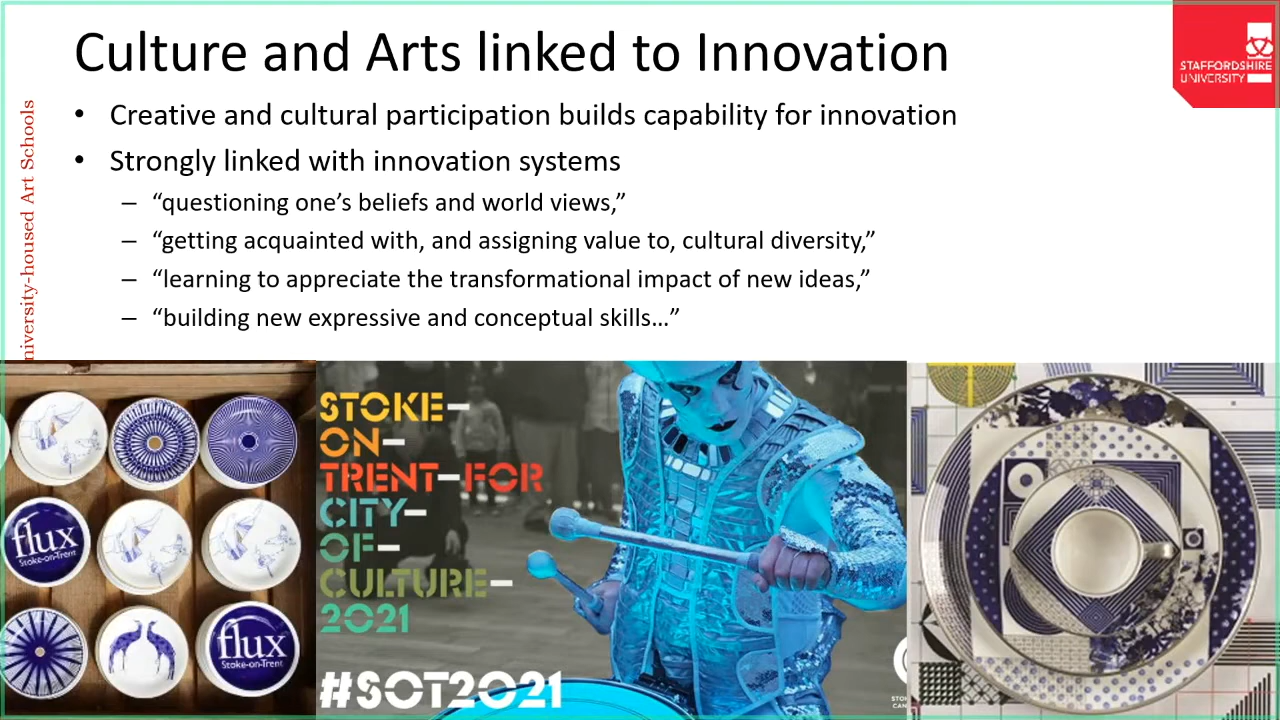 Culture and Arts linked to Innovation
STAFFORDSHIRE
UNIVERSITY
niversity-housed Art Schools
• Creative and cultural participation builds capability for innovation
• Strongly linked with innovation systems
– “questioning one’s beliefs and world views,”
– “getting acquainted with, and assigning value to, cultural diversity,”
– “learning to appreciate the transformational impact of new ideas,”
– “building new expressive and conceptual skills…”
flux
Stoke-on-Trent
flux
Stoke-on-Trent
STOKE–
ON–
TRENT–FOR
CITY–
OF–
CULTURE–
2021
#SOT2021